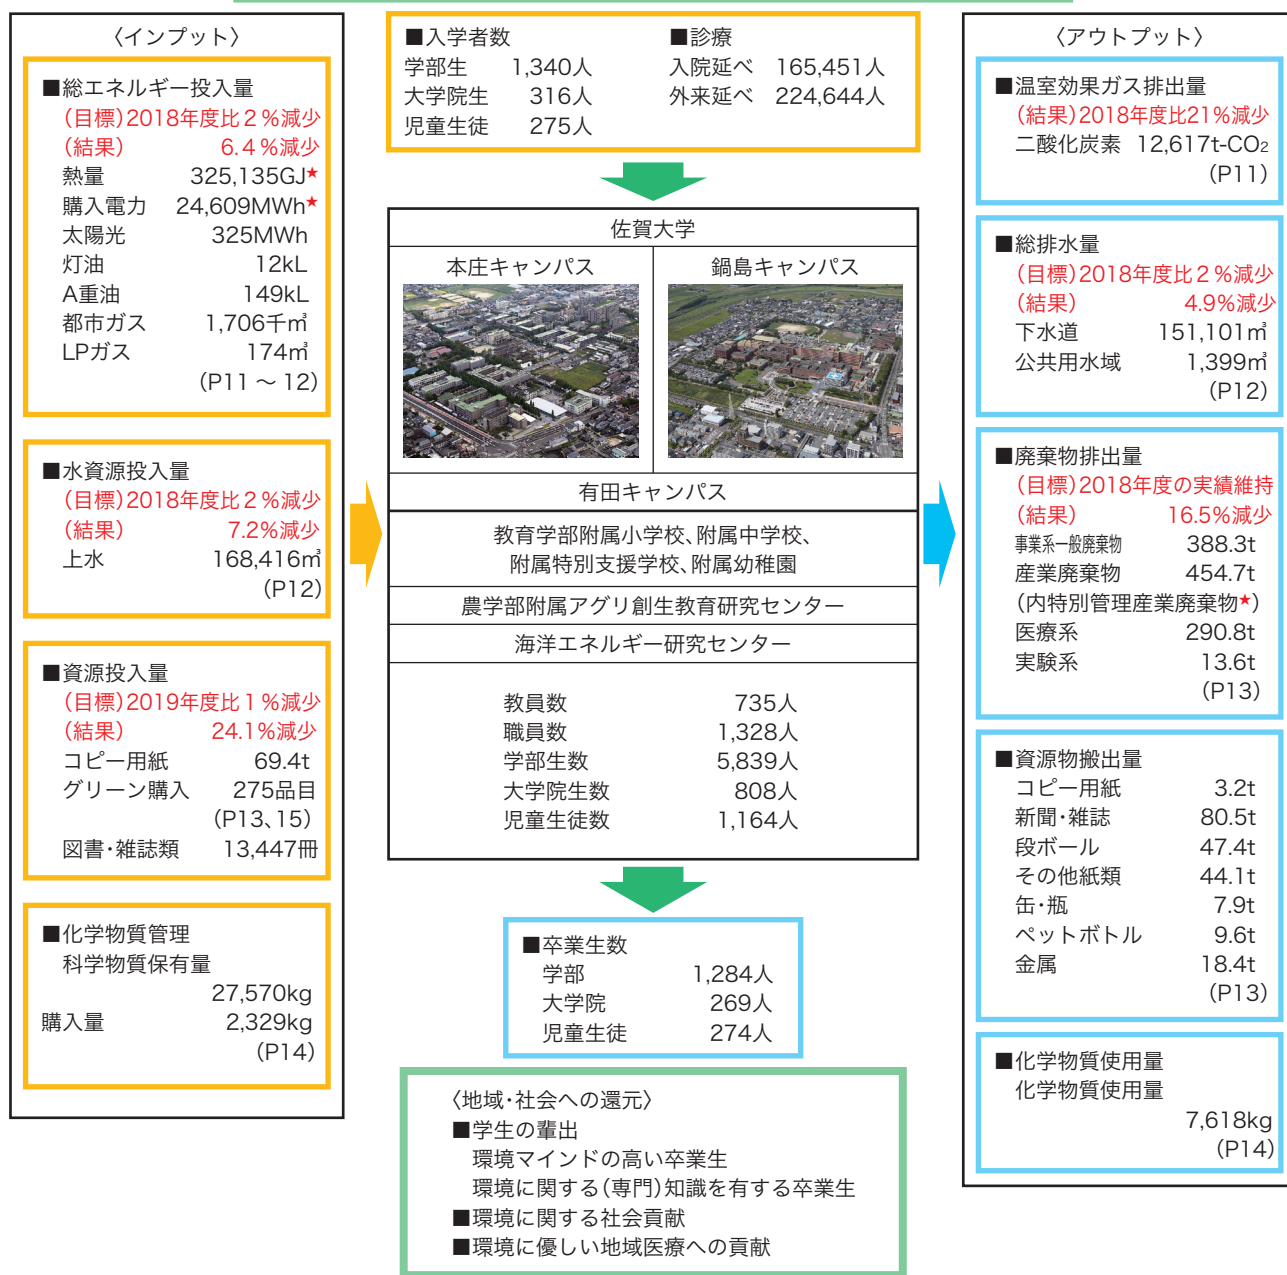 〈インプット〉
■総エネルギー投入量
(目標)2018年度比2%減少
(結果) 6.4%減少
熱量 325,135GJ★
購入電力 24,609MWh★
太陽光 325MWh
灯油 12kL
A重油 149kL
都市ガス 1,706千㎥
LPガス 174㎥
(P11～12)
■水資源投入量
(目標)2018年度比2%減少
(結果) 7.2%減少
上水 168,416㎥
(P12)
■資源投入量
(目標)2019年度比1%減少
(結果) 24.1%減少
コピー用紙 69.4t
グリーン購入 275品目
(P13、15)
図書・雑誌類 13,447冊
■化学物質管理
科学物質保有量
27,570kg
購入量 2,329kg
(P14)
■入学者数
学部生 1,340人
大学院生 316人
児童生徒 275人
■診療
入院延べ 165,451人
外来延べ 224,644人
佐賀大学
本庄キャンパス
鍋島キャンパス
有田キャンパス
教育学部附属小学校、附属中学校、
附属特別支援学校、附属幼稚園
農学部附属アグリ創生教育研究センター
海洋エネルギー研究センター
教員数 735人
職員数 1,328人
学部生数 5,839人
大学院生数 808人
児童生徒数 1,164人
■卒業生数
学部 1,284人
大学院 269人
児童生徒 274人
〈地域・社会への還元〉
■学生の輩出
環境マインドの高い卒業生
環境に関する(専門)知識を有する卒業生
■環境に関する社会貢献
■環境に優しい地域医療への貢献
〈アウトプット〉
■温室効果ガス排出量
(結果)2018年度比21%減少
二酸化炭素 12,617t-CO₂
(P11)
■総排水量
(目標)2018年度比2%減少
(結果) 4.9%減少
下水道 151,101㎥
公共用水域 1,399㎥
(P12)
■廃棄物排出量
(目標)2018年度の実績維持
(結果) 16.5%減少
事業系一般廃棄物 388.3t
産業廃棄物 454.7t
(内特別管理産業廃棄物★)
医療系 290.8t
実験系 13.6t
(P13)
■資源物搬出量
コピー用紙 3.2t
新聞・雑誌 80.5t
段ボール 47.4t
その他紙類 44.1t
缶・瓶 7.9t
ペットボトル 9.6t
金属 18.4t
(P13)
■化学物質使用量
化学物質使用量
7,618kg
(P14)